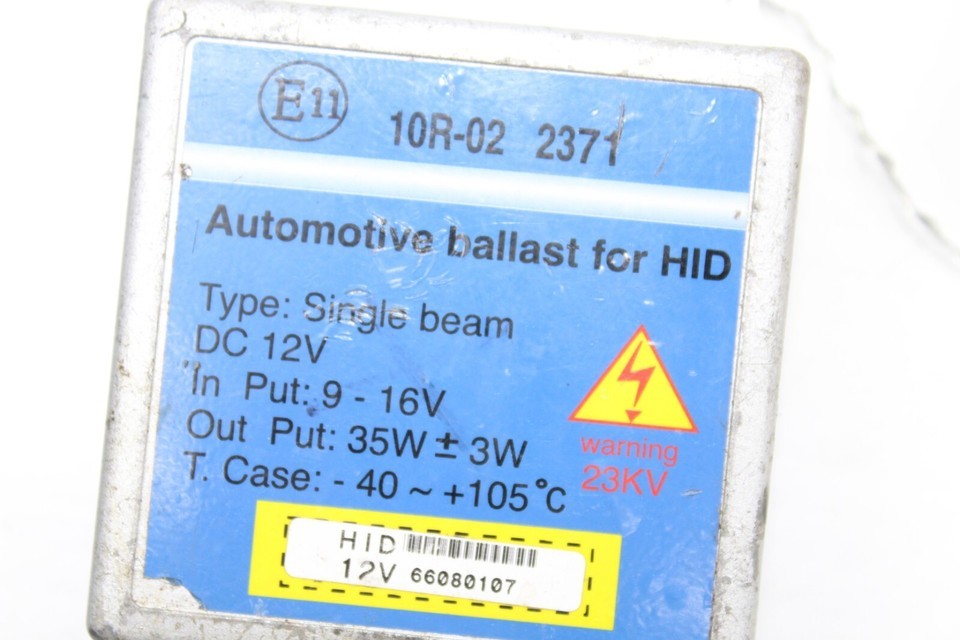 E11
10R-02 2371
Automotive ballast for HID
Type: Single beam
DC 12V
In Put: 9 - 16V
Out Put: 35W ± 3W
T. Case: - 40 ~ +105°C
warning
23KV
HID
12V 66080107